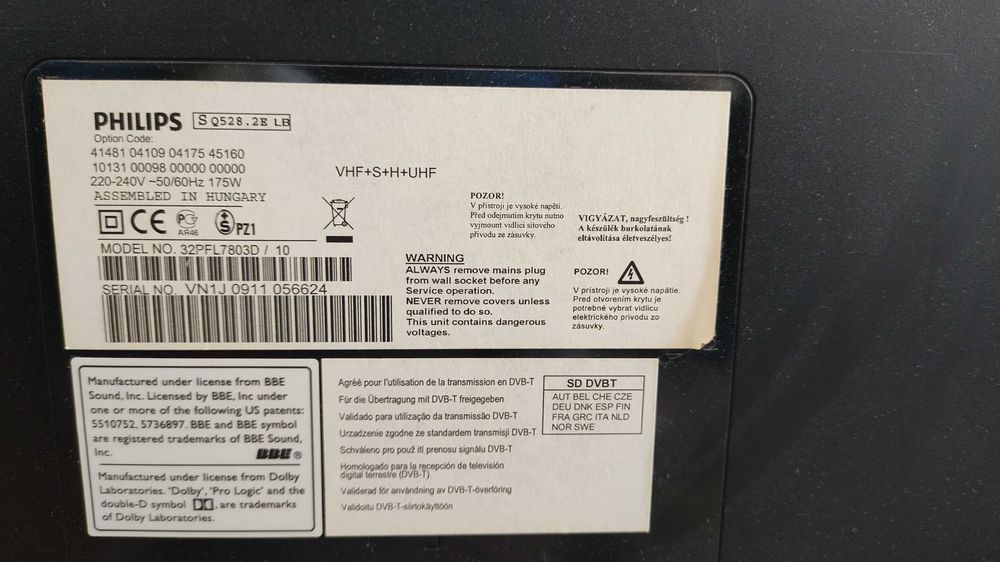 PHILIPS S Q528.2E LB
Option Code:
41481 04109 04175 45160
10131 00098 00000 00000
220-240V ~50/60Hz 175W
ASSEMBLED IN HUNGARY
CE PC AЯ46 S PZ1
MODEL NO. 32PFL7803D / 10
SERIAL NO. VN1J 0911 056624
VHF+S+H+UHF
POZOR!
V přístroji je vysoké napětí.
Před odejmutím krytu nutno
vyjmount vidlici síťového
přívodu ze zásuvky.
VIGYÁZAT, nagyfeszültség !
A készülék burkolatának
eltávolítása életveszélyes!
WARNING
ALWAYS remove mains plug
from wall socket before any
Service operation.
NEVER remove covers unless
qualified to do so.
This unit contains dangerous
voltages.
POZOR!
V prístroji je vysoké napätie.
Pred otvorením krytu je
potrebné vybrat vidlicu
elektrického prívodu zo
zásuvky.
Manufactured under license from BBE
Sound, Inc. Licensed by BBE, Inc under
one or more of the following US patents:
5510752, 5736897. BBE and BBE symbol
are registered trademarks of BBE Sound,
Inc. BBE ®
Manufactured under license from Dolby
Laboratories. 'Dolby', 'Pro Logic' and the
double-D symbol , are trademarks
of Dolby Laboratories.
Agréé pour l'utilisation de la transmission en DVB-T
Für die Übertragung mit DVB-T freigegeben
Validado para utilização da transmissão DVB-T
Urzadzenie zgodne ze standardem transmisji DVB-T
Schváleno pro použ ití prenosu signálu DVB-T
Homologado para la recepción de televisión
digital terrestre (DVB-T)
Validerad för användning av DVB-T-överföring
Validoitu DVB-T-siirtokäyttöön
SD DVBT
AUT BEL CHE CZE
DEU DNK ESP FIN
FRA GRC ITA NLD
NOR SWE